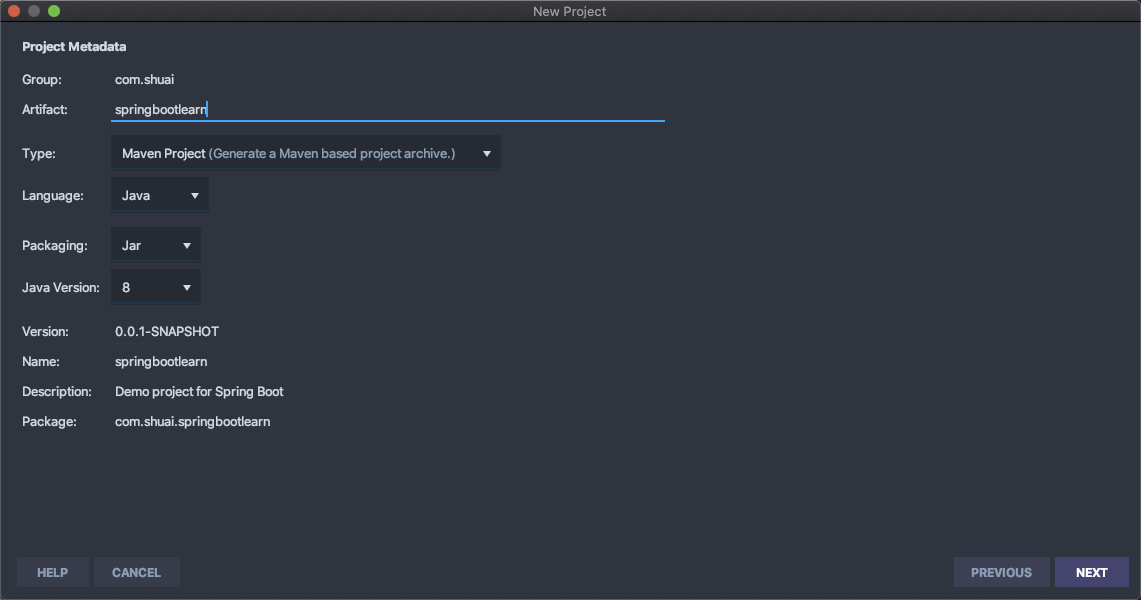 New Project
Project Metadata
Group: com.shuai
Artifact: springbootlearn
Type: Maven Project (Generate a Maven based project archive.)
Language: Java
Packaging: Jar
Java Version: 8
Version: 0.0.1-SNAPSHOT
Name: springbootlearn
Description: Demo project for Spring Boot
Package: com.shuai.springbootlearn
HELP CANCEL PREVIOUS NEXT